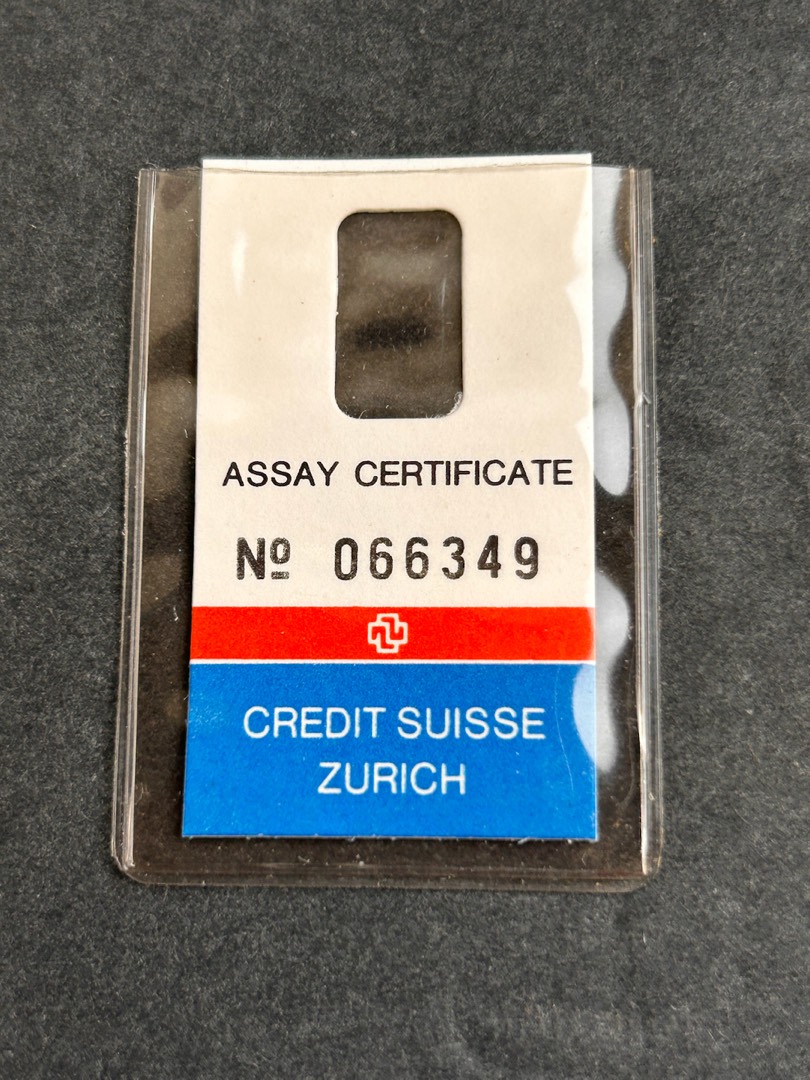 ASSAY CERTIFICATE
Nº 066349
CREDIT SUISSE
ZURICH